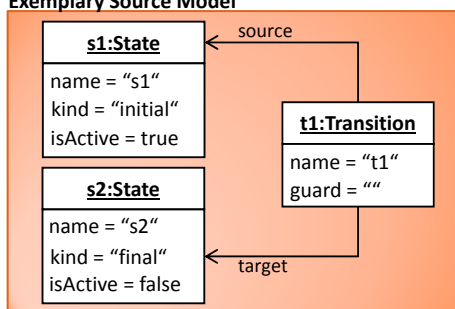 Exemplary Source Model
s1:State
name = “s1“
kind = “initial“
isActive = true
source
t1:Transition
name = “t1“
guard = “”
s2:State
name = “s2“
kind = “final“
isActive = false
target